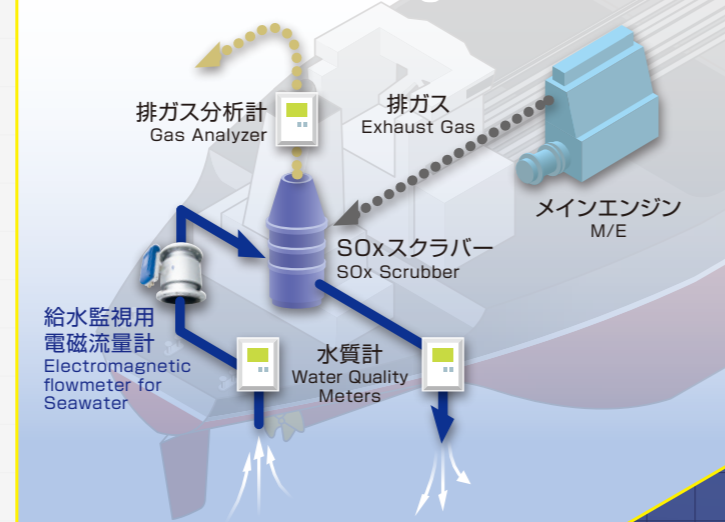 排ガス分析計
Gas Analyzer
排ガス
Exhaust Gas
メインエンジン
M/E
SOxスクラバー
SOx Scrubber
給水監視用
電磁流量計
Electromagnetic
flowmeter for
Seawater
水質計
Water Quality
Meters